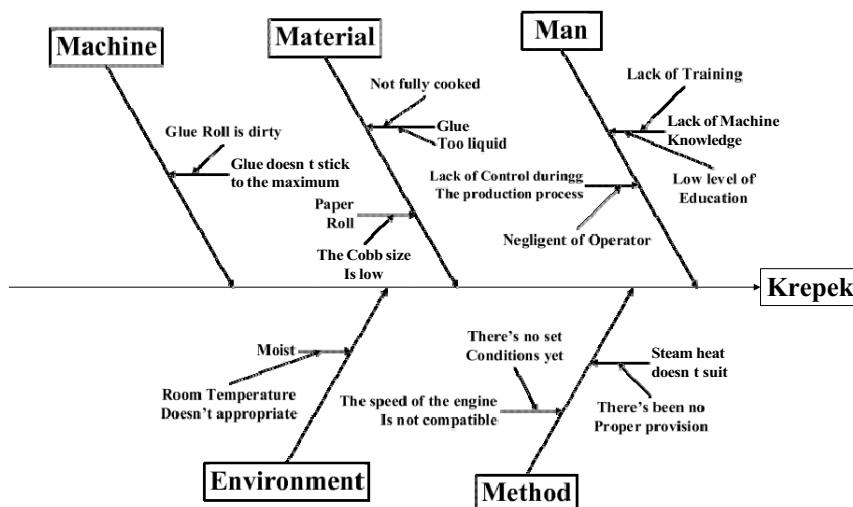 Machine
Material
Man
Glue Roll is dirty
Glue doesn t stick
to the maximum
Not fully cooked
Glue
Too liquid
Paper
Roll
The Cobb size
Is low
Lack of Training
Lack of Machine
Knowledge
Low level of
Education
Lack of Control duringg
The production process
Negligent of Operator
Krepek
Moist
Room Temperature
Doesn't appropriate
There's no set
Conditions yet
The speed of the engine
Is not compatible
Steam heat
doesn t suit
There's been no
Proper provision
Environment
Method